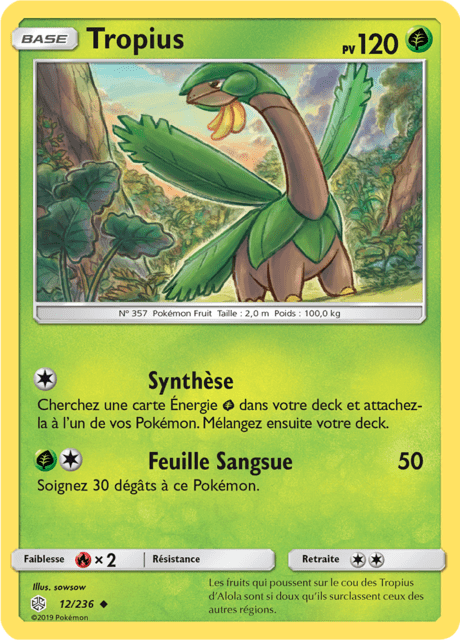 BASE Tropius PV 120
N° 357 Pokémon Fruit Taille : 2,0 m Poids : 100,0 kg
Synthèse
Cherchez une carte Énergie dans votre deck et attachez-
la à l'un de vos Pokémon. Mélangez ensuite votre deck.
Feuille Sangsue 50
Soignez 30 dégâts à ce Pokémon.
Faiblesse ×2 Résistance Retraite
Illus. sowsow
12/236
©2019 Pokémon
Les fruits qui poussent sur le cou des Tropius
d'Alola sont si doux qu'ils surclassent ceux des
autres régions.